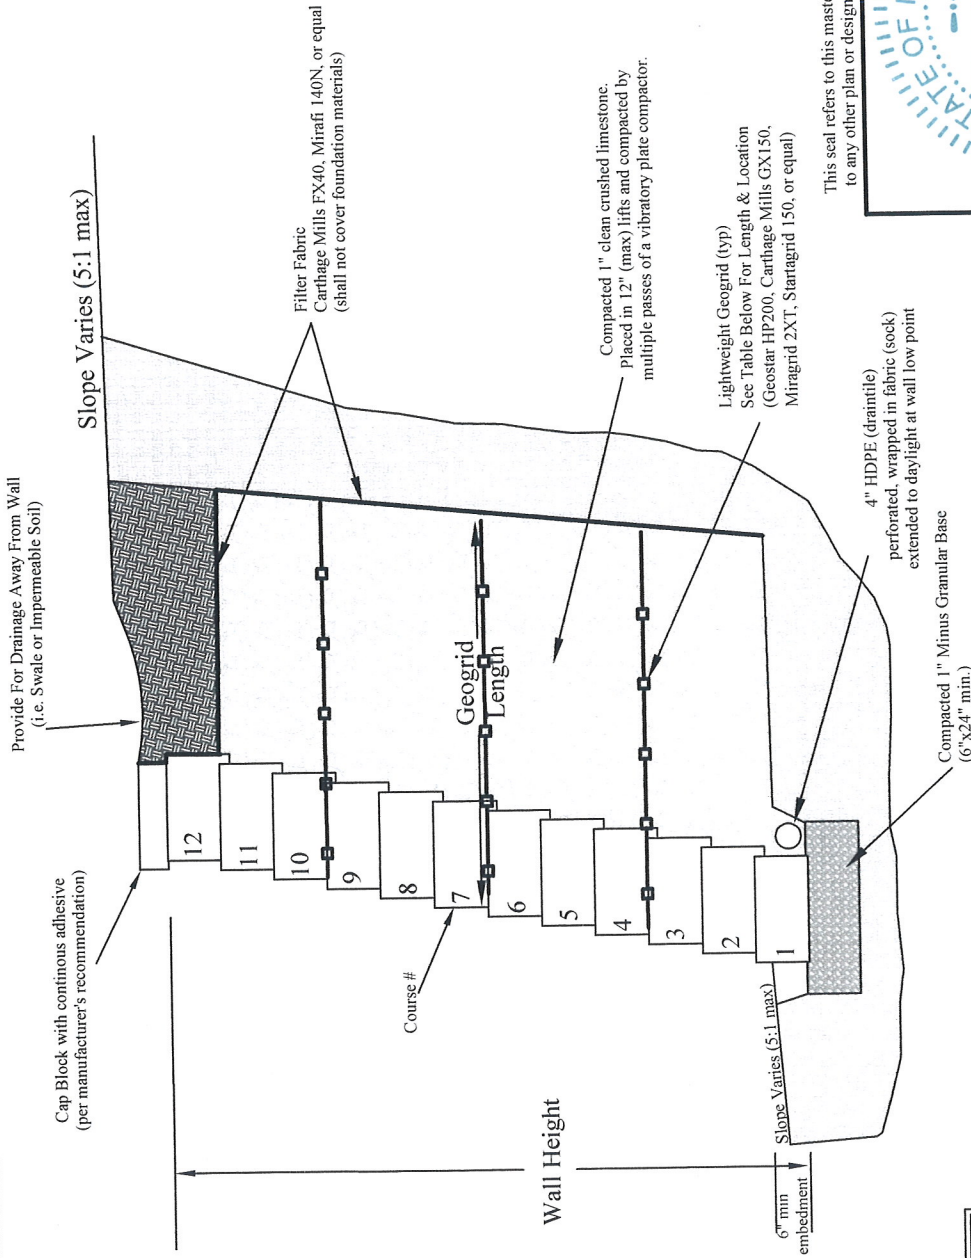 Provide For Drainage Away From Wall
(i.e. Swale or Impermeable Soil)
Slope Varies (5:1 max)
Cap Block with continous adhesive
(per manufacturer's recommendation)
Filter Fabric
Carthage Mills FX40, Mirafi 140N, or equal
(shall not cover foundation materials)
12
11
10
9
8
7
6
5
4
3
2
1
Course #
Geogrid
Length
Compacted 1" clean crushed limestone.
Placed in 12" (max) lifts and compacted by
multiple passes of a vibratory plate compactor.
Wall Height
Lightweight Geogrid (typ)
See Table Below For Length & Location
(Geostar HP200, Carthage Mills GX150,
Miragrid 2XT, Startagrid 150, or equal)
Slope Varies (5:1 max)
6" min
embedment
4" HDPE (draintile)
perforated, wrapped in fabric (sock)
extended to daylight at wall low point
Compacted 1" Minus Granular Base
(6"x24" min.)
This seal refers to this maste
to any other plan or design
TATE OF